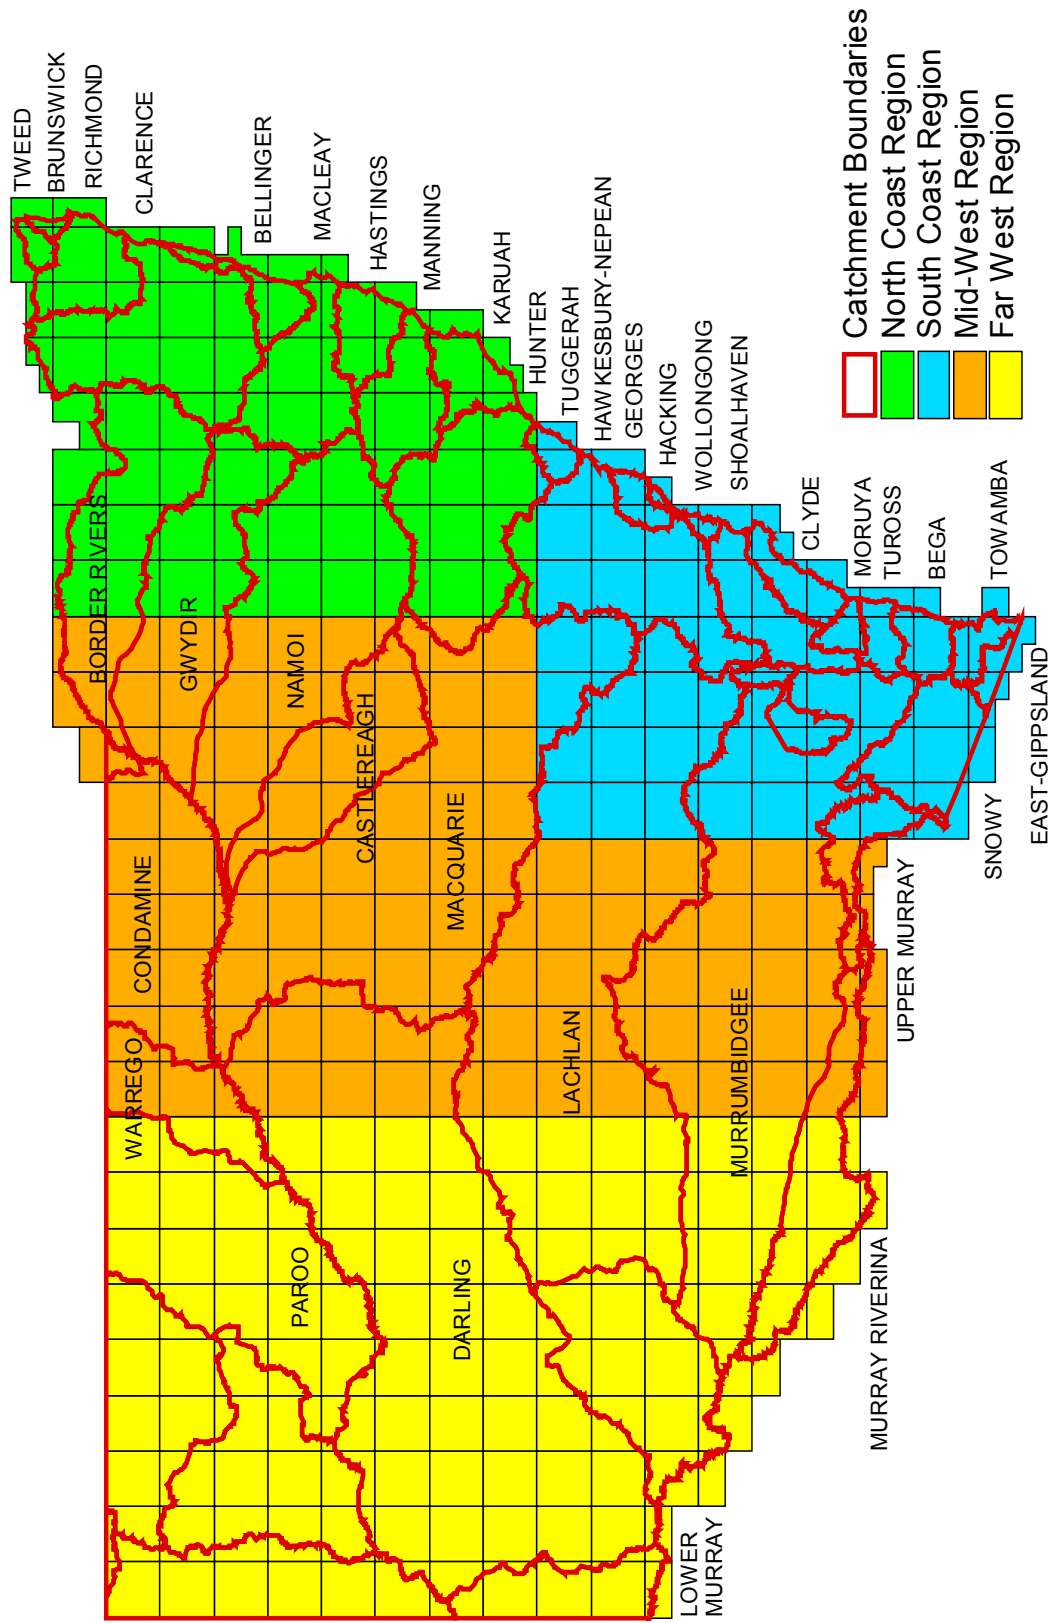 TWEED
BRUNSWICK
RICHMOND
CLARENCE
BELLINGER
MACLEAY
HASTINGS
MANNING
KARUAH
HUNTER
TUGGERAH
HAWKESBURY-NEPEAN
GEORGES
HACKING
WOLLONGONG
SHOALHAVEN
CLYDE
MORUYA
TUROSS
BEGA
TOWAMBA
EAST-GIPPSLAND
SNOWY
UPPER MURRAY
MURRAY RIVERINA
LOWER
MURRAY
BORDER RIVERS
GWYDIR
NAMOI
CASTLEREAGH
MACQUARIE
CONDAMINE
WARREGO
PAROO
DARLING
LACHLAN
MURRUMBIDGEE
Catchment Boundaries
North Coast Region
South Coast Region
Mid-West Region
Far West Region